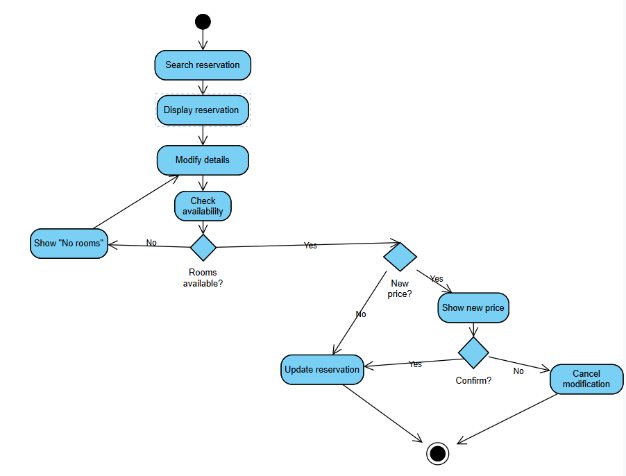 Search reservation
Display reservation
Modify details
Check
availability
Show "No rooms"
No
Yes
Rooms
available?
New
price?
Yes
Show new price
No
Update reservation
Yes
Confirm?
No
Cancel
modification